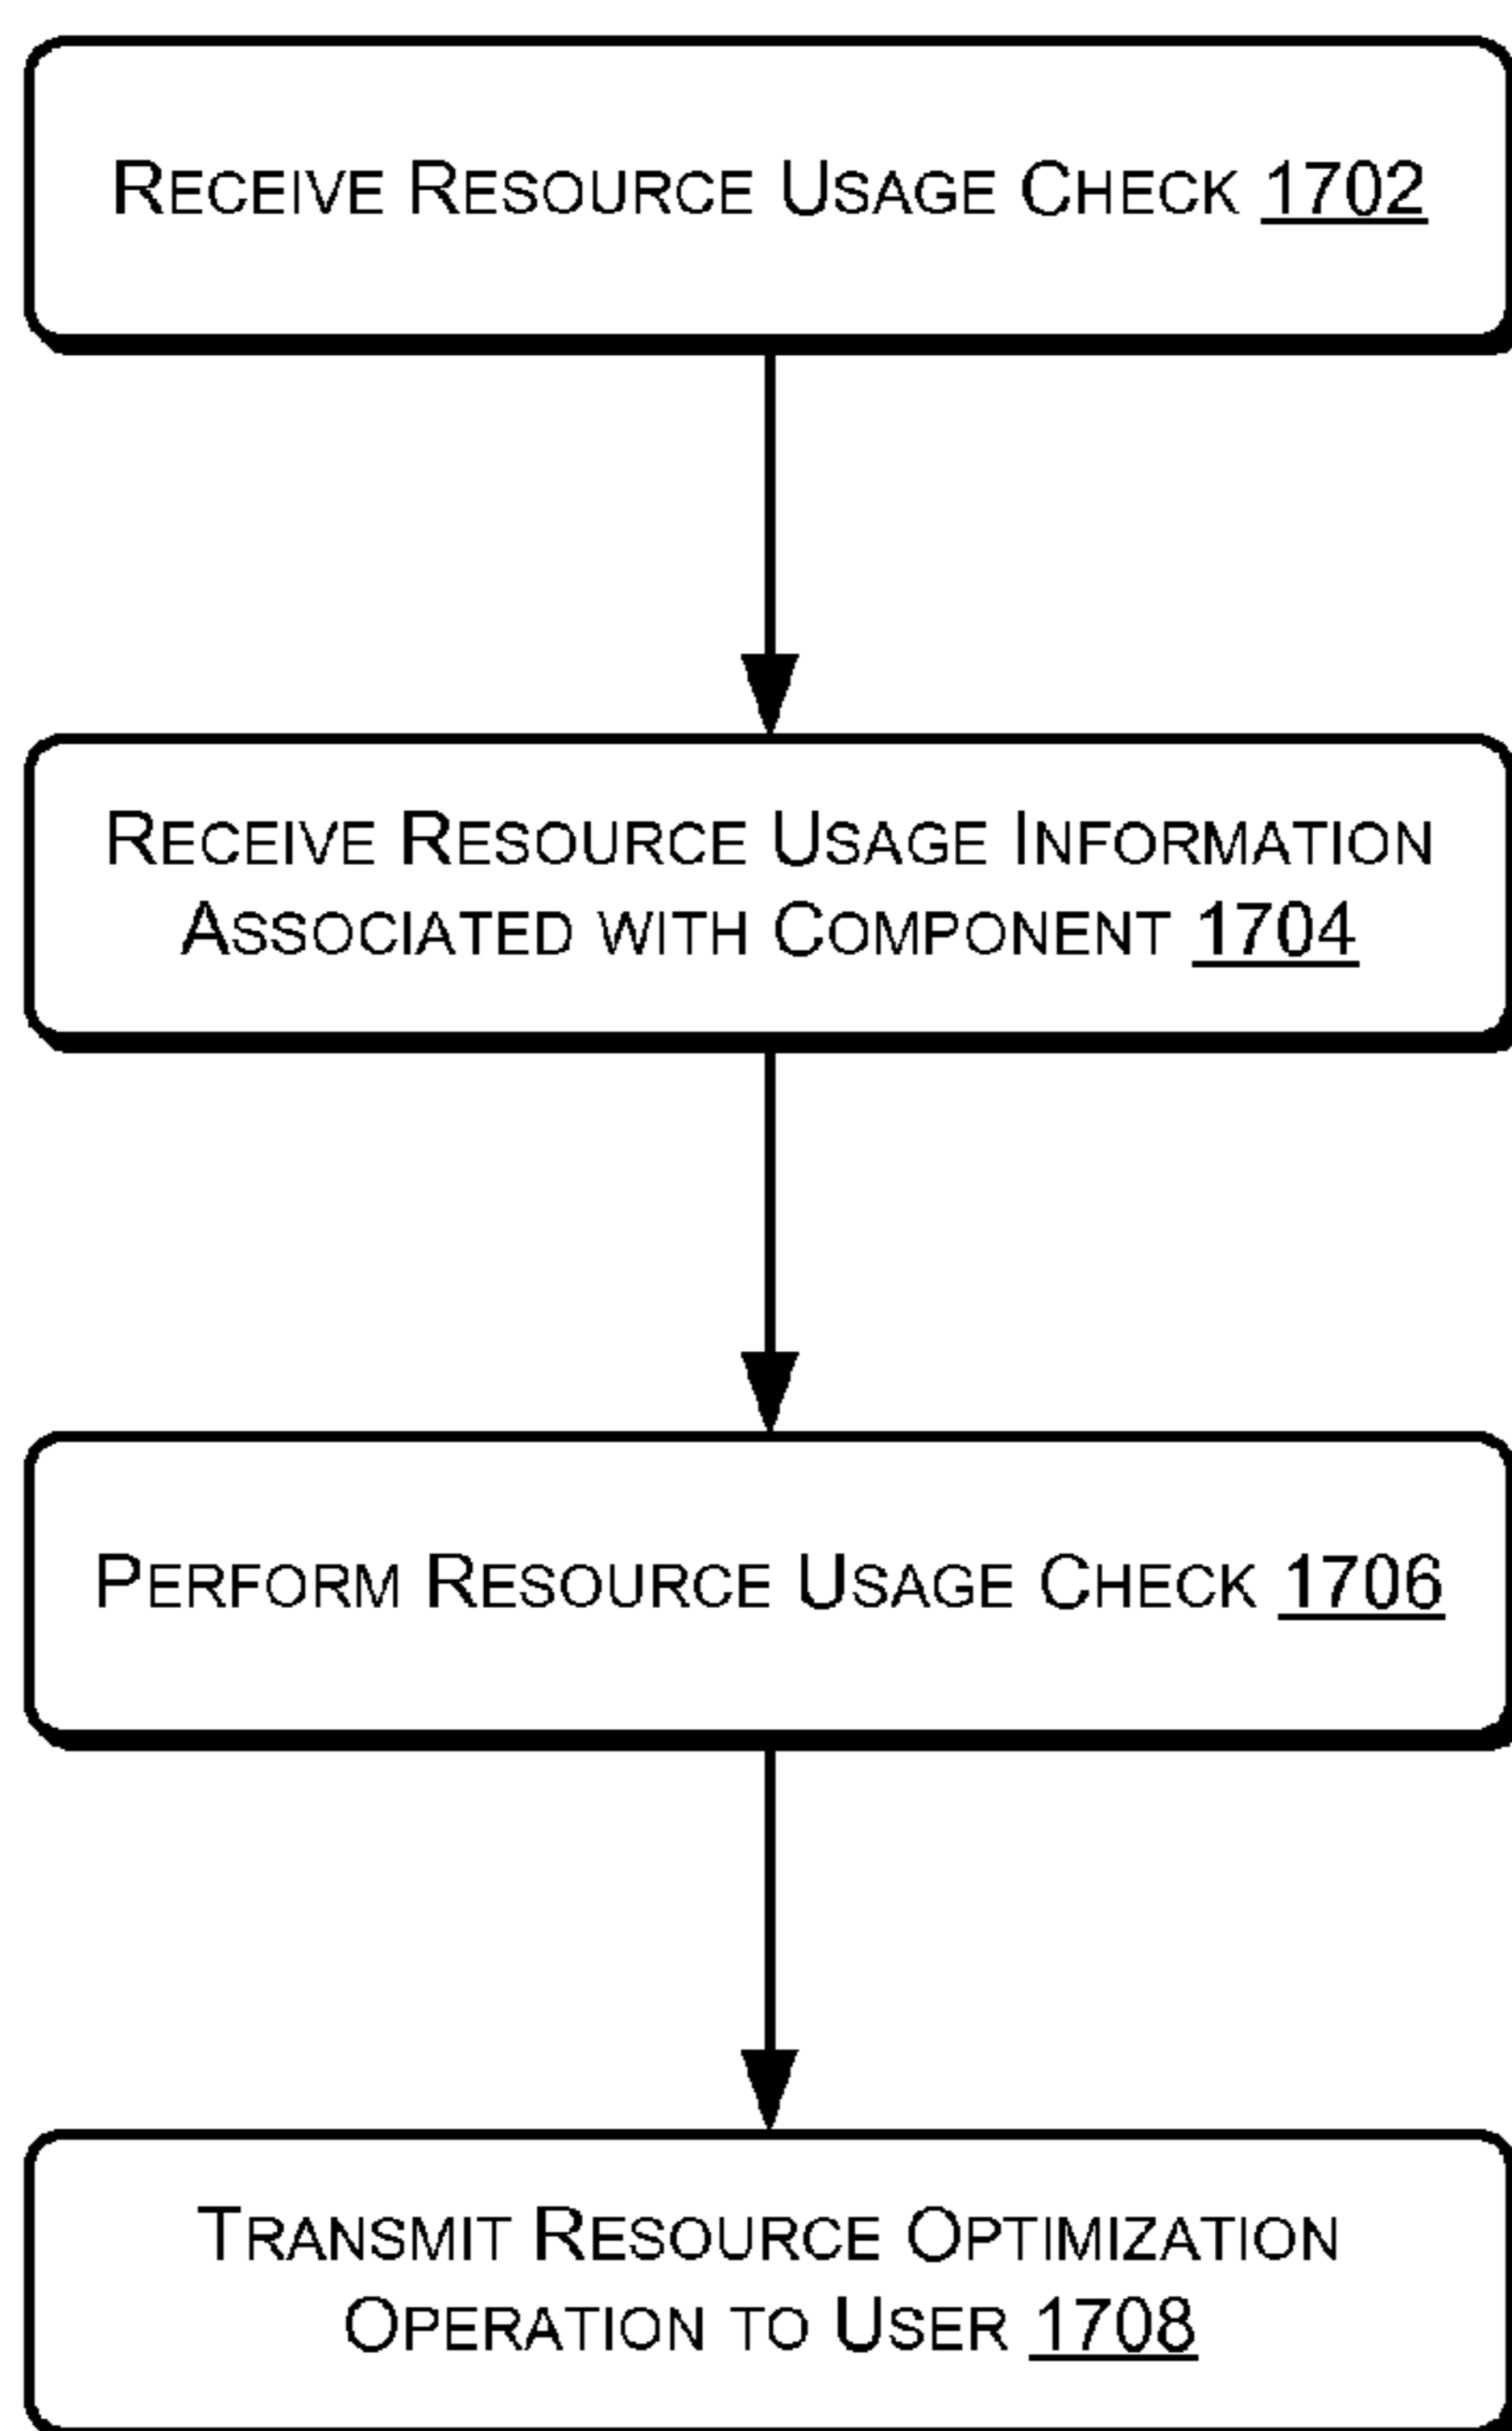 RECEIVE RESOURCE USAGE CHECK 1702
RECEIVE RESOURCE USAGE INFORMATION
ASSOCIATED WITH COMPONENT 1704
PERFORM RESOURCE USAGE CHECK 1706
TRANSMIT RESOURCE OPTIMIZATION
OPERATION TO USER 1708